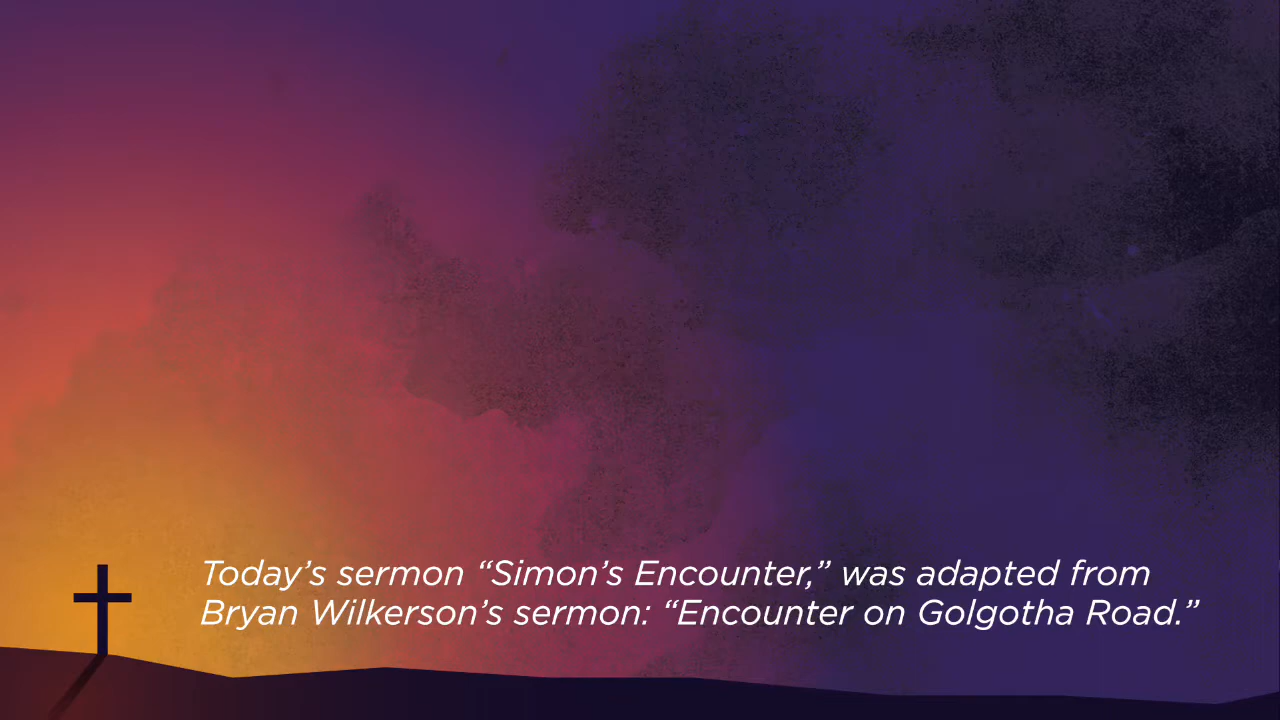 Today’s sermon “Simon’s Encounter,” was adapted from
Bryan Wilkerson’s sermon: “Encounter on Golgotha Road.”